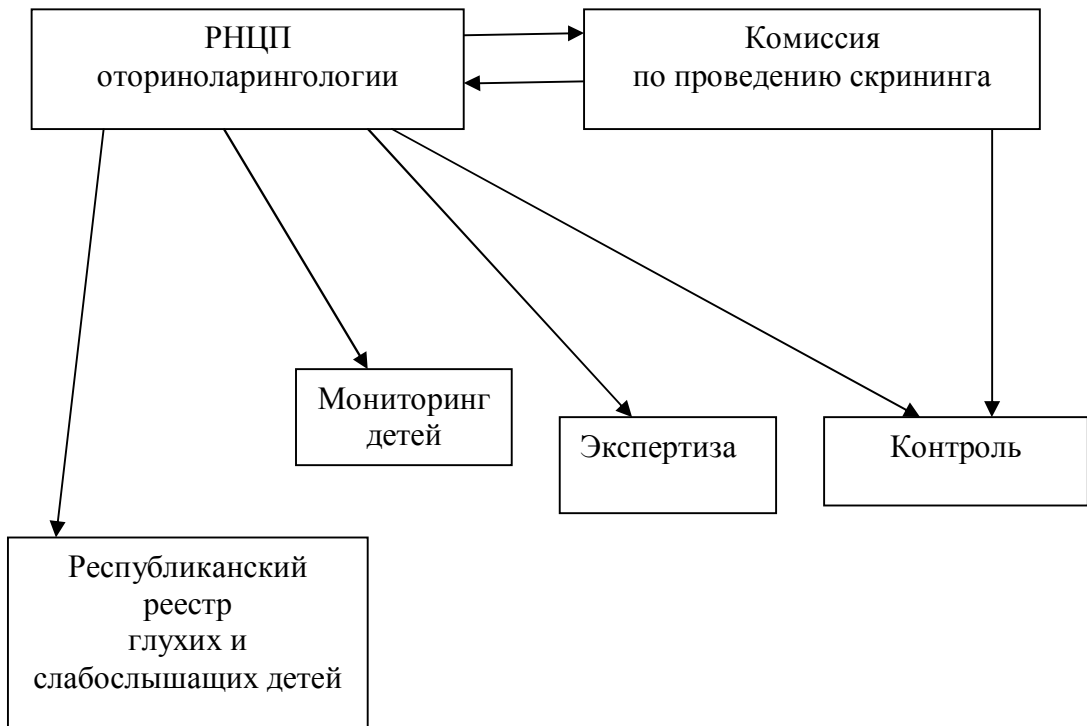 РНЦП
оториноларингологии
Комиссия
по проведению скрининга
Мониторинг
детей
Экспертиза
Контроль
Республиканский
реестр
глухих и
слабослышащих детей